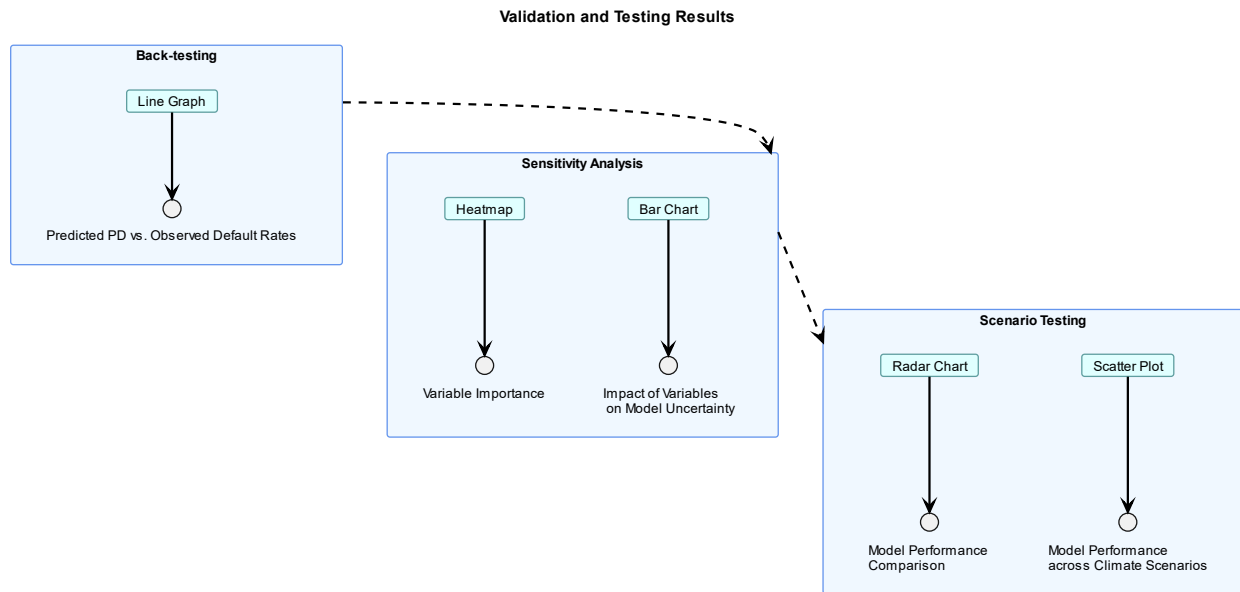 Validation and Testing Results
Back-testing
Line Graph
Predicted PD vs. Observed Default Rates
Sensitivity Analysis
Heatmap
Bar Chart
Variable Importance
Impact of Variables
on Model Uncertainty
Scenario Testing
Radar Chart
Scatter Plot
Model Performance
Comparison
Model Performance
across Climate Scenarios